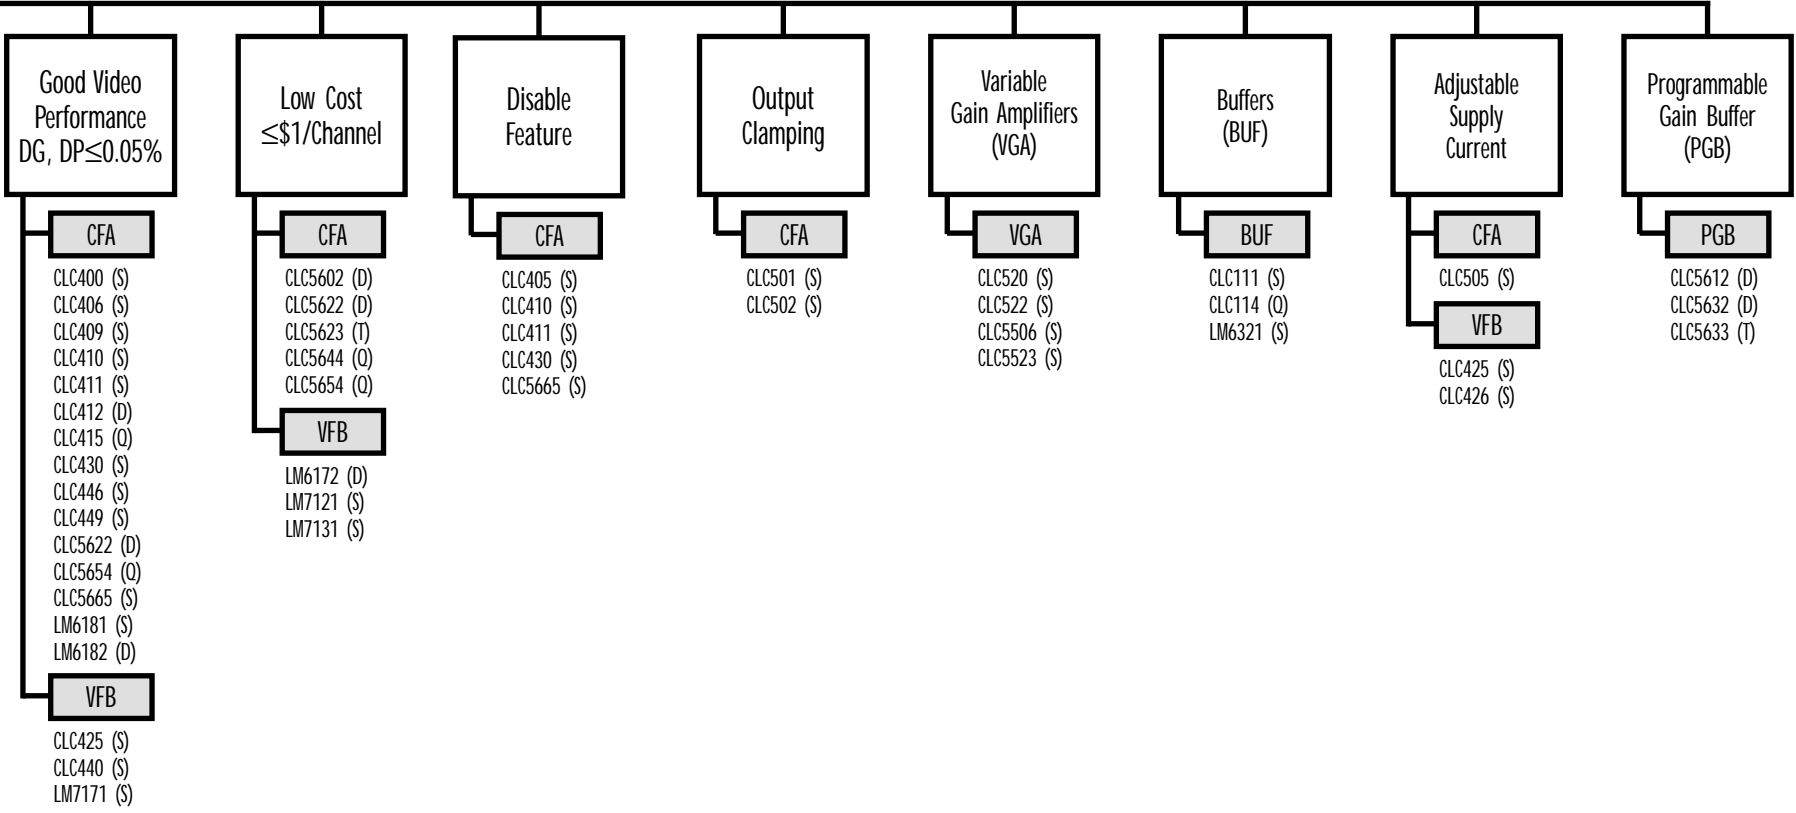 Good Video
Performance
DG, DP≤0.05%
CFA
CLC400 (S)
CLC406 (S)
CLC409 (S)
CLC410 (S)
CLC411 (S)
CLC412 (D)
CLC415 (Q)
CLC430 (S)
CLC446 (S)
CLC449 (S)
CLC5622 (D)
CLC5654 (Q)
CLC5665 (S)
LM6181 (S)
LM6182 (D)
VFB
CLC425 (S)
CLC440 (S)
LM7171 (S)
Low Cost
≤$1/Channel
CFA
CLC5602 (D)
CLC5622 (D)
CLC5623 (T)
CLC5644 (Q)
CLC5654 (Q)
VFB
LM6172 (D)
LM7121 (S)
LM7131 (S)
Disable
Feature
CFA
CLC405 (S)
CLC410 (S)
CLC411 (S)
CLC430 (S)
CLC5665 (S)
Output
Clamping
CFA
CLC501 (S)
CLC502 (S)
Variable
Gain Amplifiers
(VGA)
VGA
CLC520 (S)
CLC522 (S)
CLC5506 (S)
CLC5523 (S)
Buffers
(BUF)
BUF
CLC111 (S)
CLC114 (Q)
LM6321 (S)
Adjustable
Supply
Current
CFA
CLC505 (S)
VFB
CLC425 (S)
CLC426 (S)
Programmable
Gain Buffer
(PGB)
PGB
CLC5612 (D)
CLC5632 (D)
CLC5633 (T)